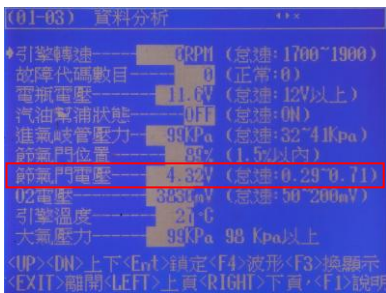 (01-03) 資料分析
◆引擎轉速------ 0RPM (怠速:1700~1900)
故障代碼數目---- 0 (正常:0)
電瓶電壓------ 11.6V (怠速:12V以上)
汽油幫浦狀態---- OFF (怠速:ON)
進氣歧管壓力---- 99KPa (怠速:32~41Kpa)
節氣門位置----- 89% (1.5%以內)
節氣門電壓----- 4.32V (怠速:0.29~0.71)
O2電壓------- 3830mV (怠速:50~200mV)
引擎溫度------ 27°C
大氣壓力------ 99KPa 98 Kpa以上
<UP><DN>上下<Ent>鎖定<F4>波形<F3>換顯示
<EXIT>離開<LEFT>上頁<RIGHT>下頁,<F1>說明